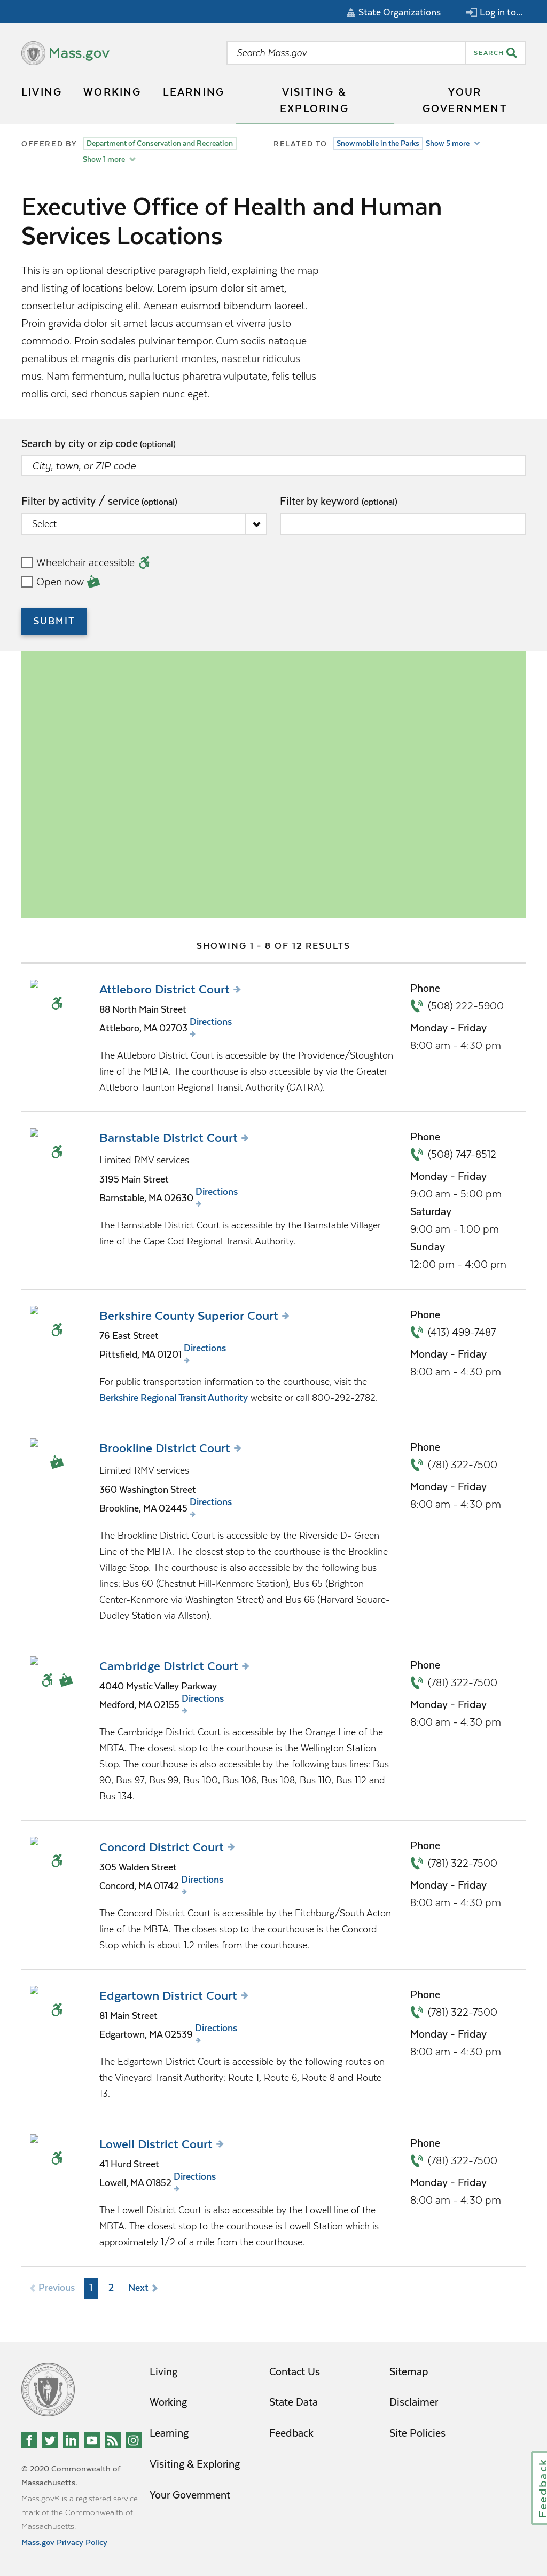 State Organizations
Log in to...
Mass.gov
Search Mass.gov
SEARCH
LIVING
WORKING
LEARNING
VISITING &
EXPLORING
YOUR
GOVERNMENT
OFFERED BY
Department of Conservation and Recreation
Show 1 more
RELATED TO
Snowmobile in the Parks
Show 5 more
Executive Office of Health and Human
Services Locations
This is an optional descriptive paragraph field, explaining the map
and listing of locations below. Lorem ipsum dolor sit amet,
consectetur adipiscing elit. Aenean euismod bibendum laoreet.
Proin gravida dolor sit amet lacus accumsan et viverra justo
commodo. Proin sodales pulvinar tempor. Cum sociis natoque
penatibus et magnis dis parturient montes, nascetur ridiculus
mus. Nam fermentum, nulla luctus pharetra vulputate, felis tellus
mollis orci, sed rhoncus sapien nunc eget.
Search by city or zip code (optional)
City, town, or ZIP code
Filter by activity / service (optional)
Select
Filter by keyword (optional)
Wheelchair accessible
Open now
SUBMIT
SHOWING 1 - 8 OF 12 RESULTS
Attleboro District Court
88 North Main Street
Attleboro, MA 02703 Directions
The Attleboro District Court is accessible by the Providence/Stoughton
line of the MBTA. The courthouse is also accessible by via the Greater
Attleboro Taunton Regional Transit Authority (GATRA).
Phone
(508) 222-5900
Monday - Friday
8:00 am - 4:30 pm
Barnstable District Court
Limited RMV services
3195 Main Street
Barnstable, MA 02630 Directions
The Barnstable District Court is accessible by the Barnstable Villager
line of the Cape Cod Regional Transit Authority.
Phone
(508) 747-8512
Monday - Friday
9:00 am - 5:00 pm
Saturday
9:00 am - 1:00 pm
Sunday
12:00 pm - 4:00 pm
Berkshire County Superior Court
76 East Street
Pittsfield, MA 01201 Directions
For public transportation information to the courthouse, visit the
Berkshire Regional Transit Authority website or call 800-292-2782.
Phone
(413) 499-7487
Monday - Friday
8:00 am - 4:30 pm
Brookline District Court
Limited RMV services
360 Washington Street
Brookline, MA 02445 Directions
The Brookline District Court is accessible by the Riverside D- Green
Line of the MBTA. The closest stop to the courthouse is the Brookline
Village Stop. The courthouse is also accessible by the following bus
lines: Bus 60 (Chestnut Hill-Kenmore Station), Bus 65 (Brighton
Center-Kenmore via Washington Street) and Bus 66 (Harvard Square-
Dudley Station via Allston).
Phone
(781) 322-7500
Monday - Friday
8:00 am - 4:30 pm
Cambridge District Court
4040 Mystic Valley Parkway
Medford, MA 02155 Directions
The Cambridge District Court is accessible by the Orange Line of the
MBTA. The closest stop to the courthouse is the Wellington Station
Stop. The courthouse is also accessible by the following bus lines: Bus
90, Bus 97, Bus 99, Bus 100, Bus 106, Bus 108, Bus 110, Bus 112 and
Bus 134.
Phone
(781) 322-7500
Monday - Friday
8:00 am - 4:30 pm
Concord District Court
305 Walden Street
Concord, MA 01742 Directions
The Concord District Court is accessible by the Fitchburg/South Acton
line of the MBTA. The closes stop to the courthouse is the Concord
Stop which is about 1.2 miles from the courthouse.
Phone
(781) 322-7500
Monday - Friday
8:00 am - 4:30 pm
Edgartown District Court
81 Main Street
Edgartown, MA 02539 Directions
The Edgartown District Court is accessible by the following routes on
the Vineyard Transit Authority: Route 1, Route 6, Route 8 and Route
13.
Phone
(781) 322-7500
Monday - Friday
8:00 am - 4:30 pm
Lowell District Court
41 Hurd Street
Lowell, MA 01852 Directions
The Lowell District Court is also accessible by the Lowell line of the
MBTA. The closest stop to the courthouse is Lowell Station which is
approximately 1/2 of a mile from the courthouse.
Phone
(781) 322-7500
Monday - Friday
8:00 am - 4:30 pm
Previous 1 2 Next
Living
Working
Learning
Visiting & Exploring
Your Government
Contact Us
State Data
Feedback
Sitemap
Disclaimer
Site Policies
© 2020 Commonwealth of
Massachusetts.
Mass.gov® is a registered service
mark of the Commonwealth of
Massachusetts.
Mass.gov Privacy Policy
Feedback